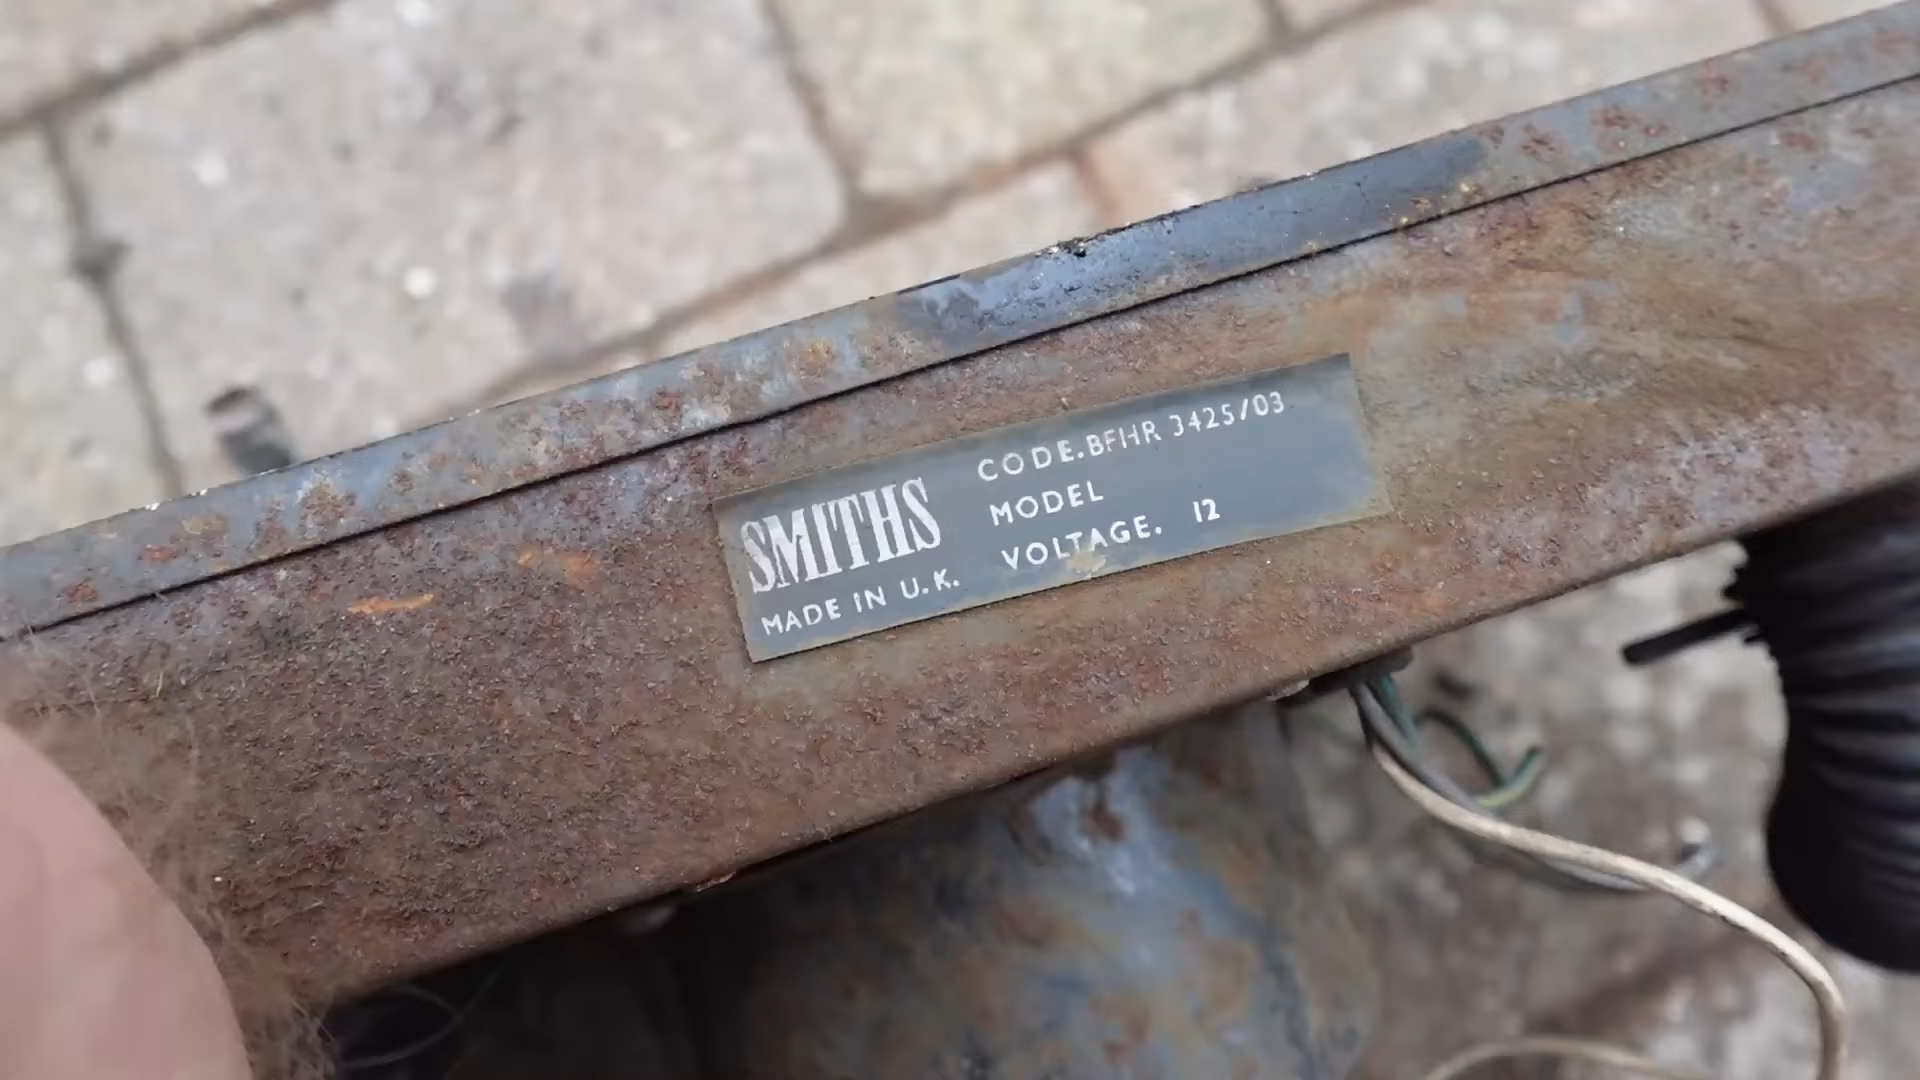 SMITHS
MADE IN U.K.
CODE.BFHR 3425/03
MODEL
VOLTAGE. 12